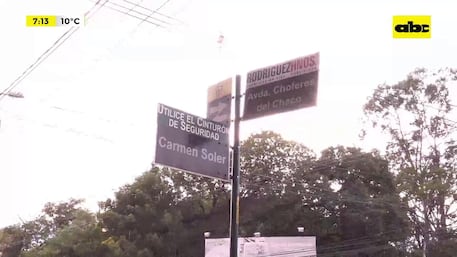 7:13 10°C
abc
RODRIGUEZ HNOS.
Avda. Choferes
del Chaco
UTILICE EL CINTURÓN
DE SEGURIDAD
Carmen Soler